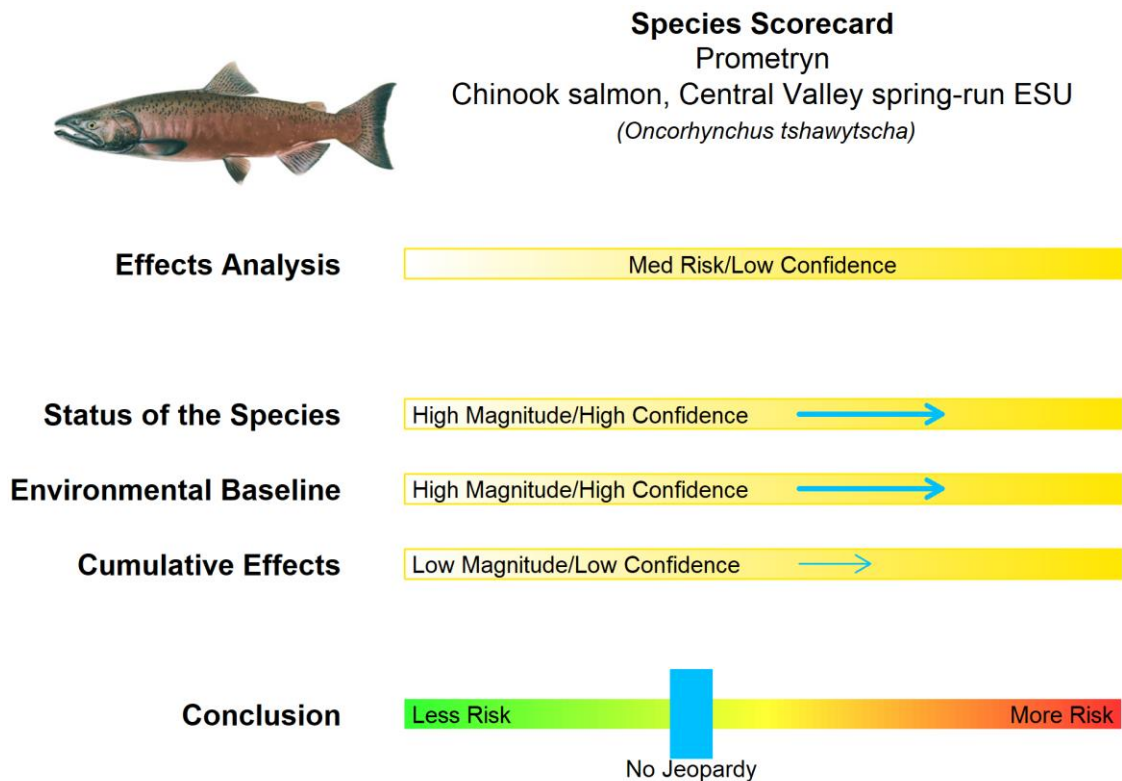 Species Scorecard
Prometryn
Chinook salmon, Central Valley spring-run ESU
(Oncorhynchus tshawytscha)
Effects Analysis
Med Risk/Low Confidence
Status of the Species
High Magnitude/High Confidence
Environmental Baseline
High Magnitude/High Confidence
Cumulative Effects
Low Magnitude/Low Confidence
Conclusion
Less Risk
More Risk
No Jeopardy